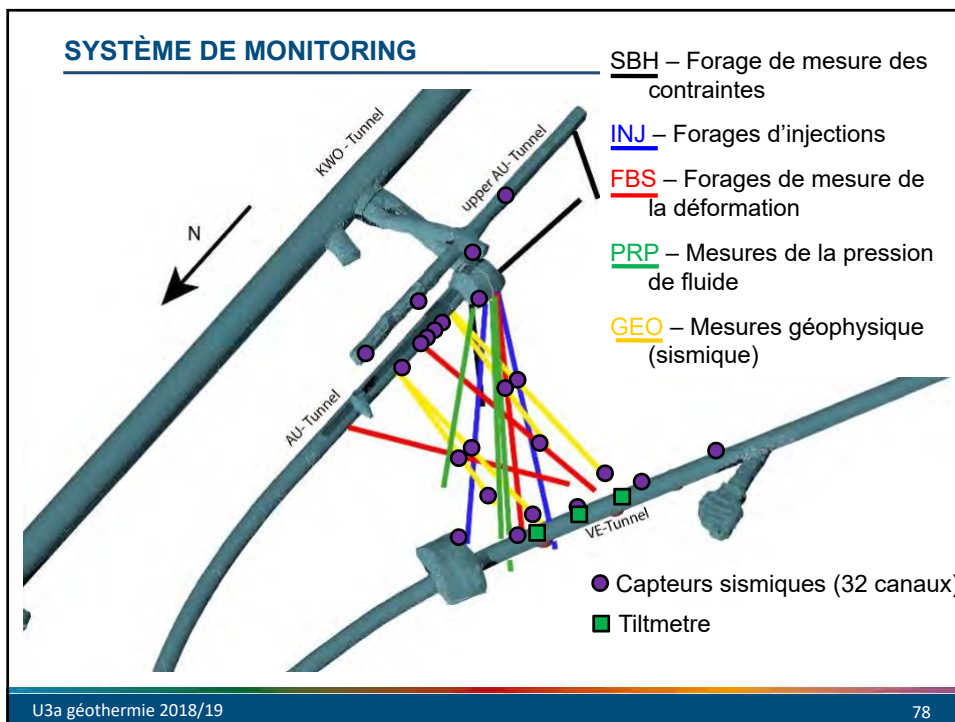 SYSTÈME DE MONITORING
SBH – Forage de mesure des
contraintes
INJ – Forages d'injections
FBS – Forages de mesure de
la déformation
PRP – Mesures de la pression
de fluide
GEO – Mesures géophysique
(sismique)
KWO - Tunnel
upper AU- Tunnel
N
AU- Tunnel
VE-Tunnel
Capteurs sismiques (32 canaux)
Tiltmetre
U3a géothermie 2018/19
78